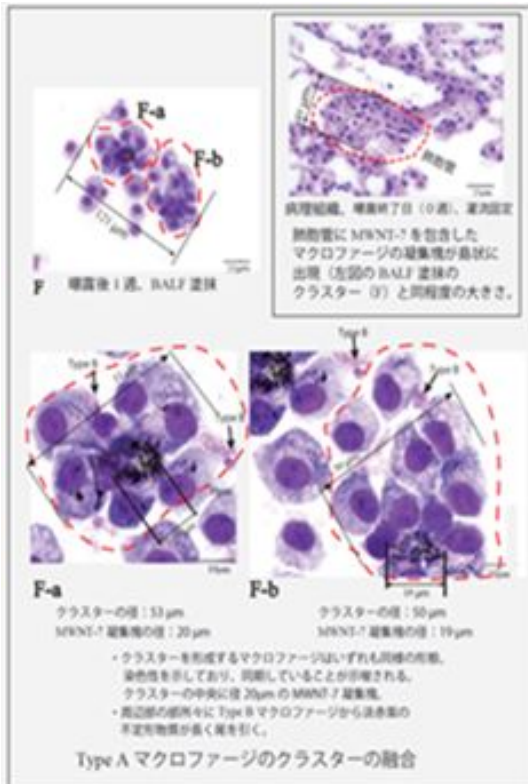 F-a
F-b
121 μm
F 曝露後1週、BALF 塗抹
肺胞管
病理組織、曝露終了日（0週）、灌流固定
肺胞管に MWNT-7 を包含した
マクロファージの凝集塊が島状に
出現（左図の BALF 塗抹の
クラスター（F）と同程度の大きさ。
Type B
Type B
F-a
クラスターの径：53 μm
MWNT-7 凝集塊の径：20 μm
Type B
Type B
19 μm
F-b
クラスターの径：50 μm
MWNT-7 凝集塊の径：19 μm
・クラスターを形成するマクロファージはいずれも同様の形態、
染色性を示しており、同期していることが示唆される。
クラスターの中央に径 20μm の MWNT-7 凝集塊。
・周辺部の所々に Type B マクロファージから淡赤紫の
不定形物質が長く尾を引く。
Type A マクロファージのクラスターの融合